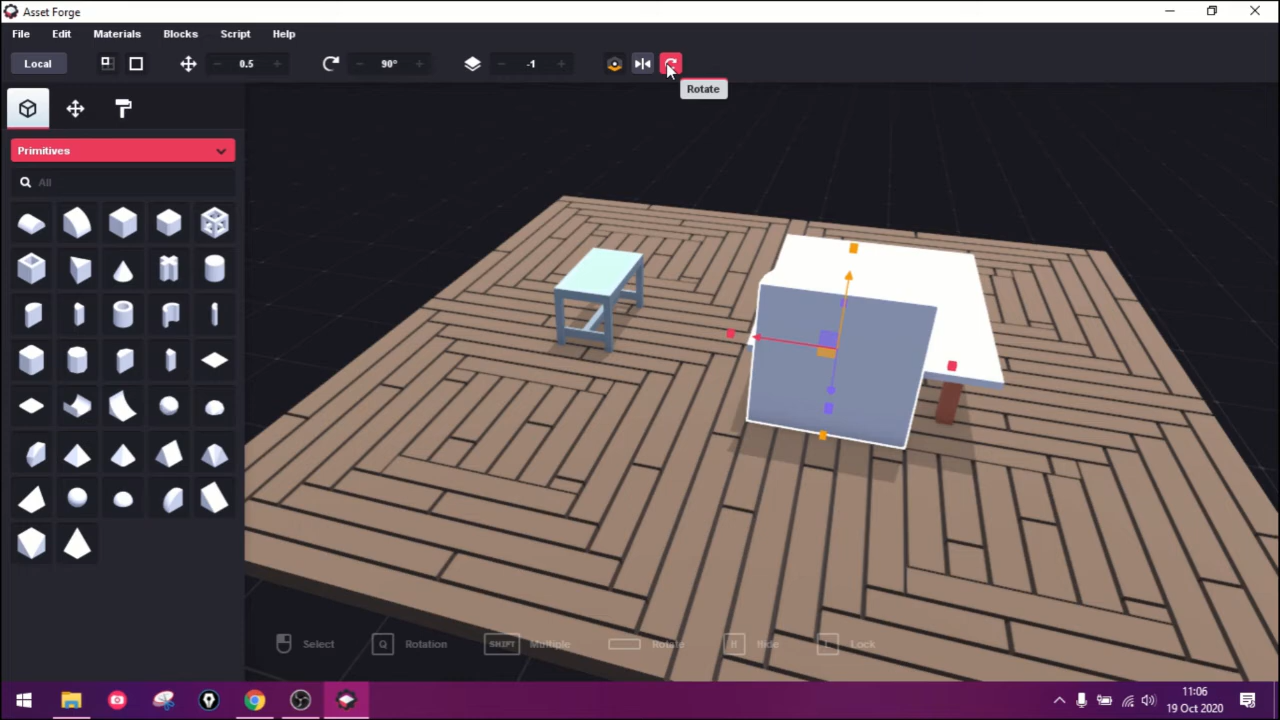 Asset Forge
File Edit Materials Blocks Script Help
Local − 0.5 + − 90° + − -1 +
Rotate
Primitives
All
Select Q Rotation SHIFT Multiple Rotate H Hide L Lock
11:06
19 Oct 2020